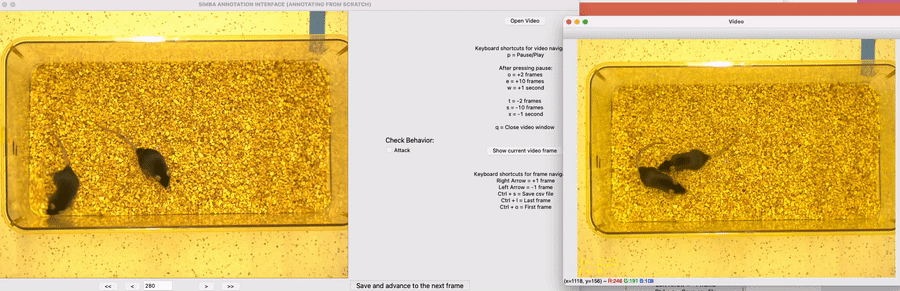 SIMBA ANNOTATION INTERFACE (ANNOTATING FROM SCRATCH)
Open Video
Keyboard shortcuts for video navig
p = Pause/Play
After pressing pause:
o = +2 frames
e = +10 frames
w = +1 second
t = -2 frames
s = -10 frames
x = -1 second
q = Close video window
Check Behavior:
Attack
Show current video frame
Keyboard shortcuts for frame navig
Right Arrow = +1 frame
Left Arrow = -1 frame
Ctrl + s = Save csv file
Ctrl + l = Last frame
Ctrl + o = First frame
<< < 280 > >>
Save and advance to the next frame
Video
(x=1118, y=156) ~ R:246 G:191 B:108